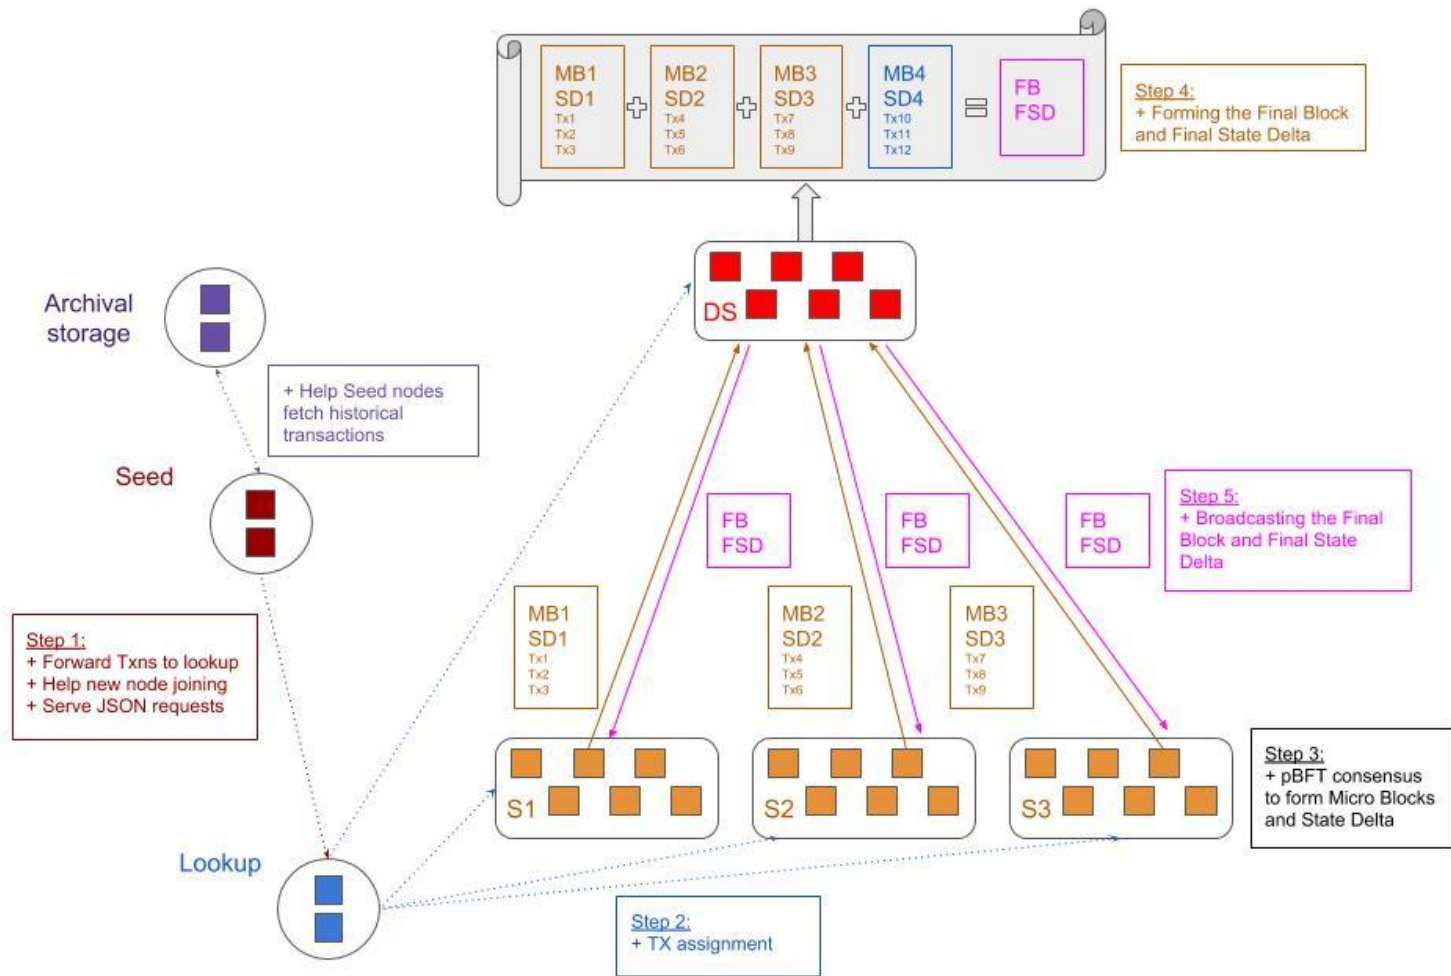 MB1
SD1
Tx1
Tx2
Tx3
MB2
SD2
Tx4
Tx5
Tx6
MB3
SD3
Tx7
Tx8
Tx9
MB4
SD4
Tx10
Tx11
Tx12
FB
FSD
Step 4:
+ Forming the Final Block
and Final State Delta
DS
Archival
storage
+ Help Seed nodes
fetch historical
transactions
Seed
FB
FSD
FB
FSD
FB
FSD
Step 5:
+ Broadcasting the Final
Block and Final State
Delta
MB1
SD1
Tx1
Tx2
Tx3
MB2
SD2
Tx4
Tx5
Tx6
MB3
SD3
Tx7
Tx8
Tx9
Step 1:
+ Forward Txns to lookup
+ Help new node joining
+ Serve JSON requests
S1
S2
S3
Step 3:
+ pBFT consensus
to form Micro Blocks
and State Delta
Lookup
Step 2:
+ TX assignment